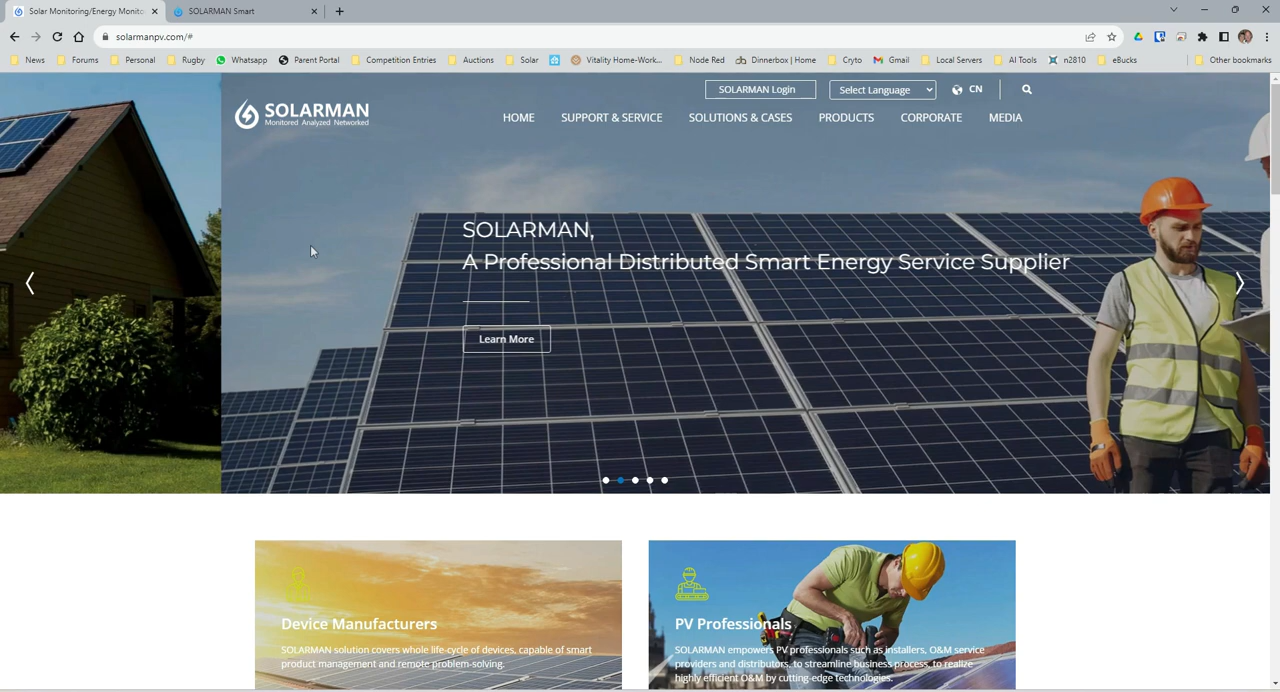 Solar Monitoring/Energy Monito
SOLARMAN Smart
solarmanpv.com/#
News
Forums
Personal
Rugby
Whatsapp
Parent Portal
Competition Entries
Auctions
Solar
Vitality Home-Work...
Node Red
Dinnerbox | Home
Cryto
Gmail
Local Servers
AI Tools
n2810
eBucks
Other bookmarks
SOLARMAN
Monitored Analyzed Networked
SOLARMAN Login
Select Language
CN
HOME
SUPPORT & SERVICE
SOLUTIONS & CASES
PRODUCTS
CORPORATE
MEDIA
SOLARMAN,
A Professional Distributed Smart Energy Service Supplier
Learn More
Device Manufacturers
SOLARMAN solution covers whole life-cycle of devices, capable of smart
product management and remote problem-solving.
PV Professionals
SOLARMAN empowers PV professionals such as installers, O&M service
providers and distributors, to streamline business process, to realize
highly efficient O&M by cutting-edge technologies.